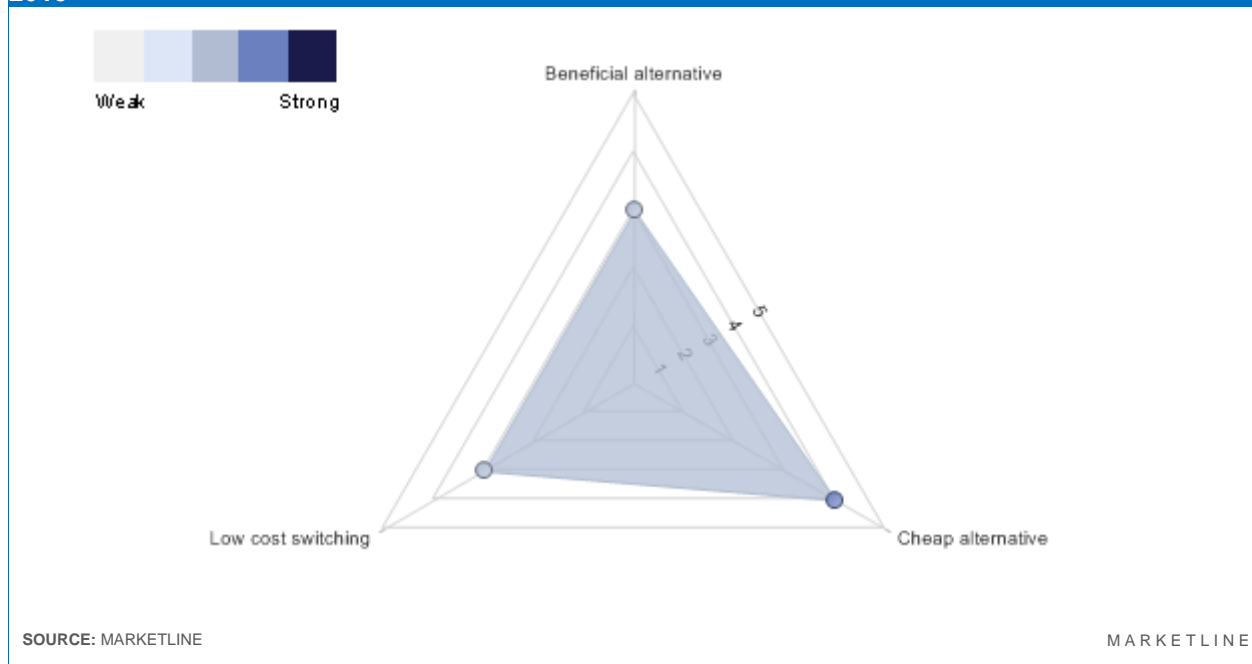 Weak
Strong
Beneficial alternative
5
4
3
2
1
Low cost switching
Cheap alternative
SOURCE: MARKETLINE
MARKETLINE